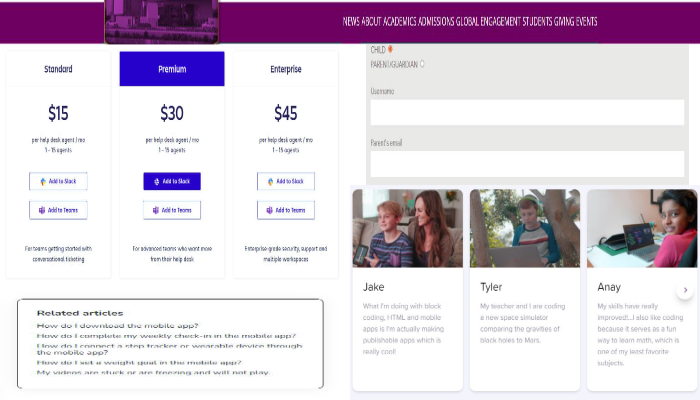 NEWS ABOUT ACADEMICS ADMISSIONS GLOBAL ENGAGEMENT STUDENTS GIVING EVENTS
Standard
$15
per help desk agent / mo
1 - 15 agents
Add to Slack
Add to Teams
For teams getting started with
conversational ticketing
Premium
$30
per help desk agent / mo
1 - 15 agents
Add to Slack
Add to Teams
For advanced teams who want more
from their help desk
Enterprise
$45
per help desk agent / mo
1 - 15 agents
Add to Slack
Add to Teams
Enterprise-grade security, support and
multiple workspaces
CHILD
PARENT/GUARDIAN
Username
Parent's email
Related articles
How do I download the mobile app?
How do I complete my weekly check-in in the mobile app?
How do I connect a step tracker or wearable device through
the mobile app?
How do I set a weight goal in the mobile app?
My videos are stuck or are freezing and will not play.
Jake
What I'm doing with block
coding, HTML and mobile
apps is I'm actually making
publishable apps which is
really cool!
Tyler
My teacher and I are coding
a new space simulator
comparing the gravities of
black holes to Mars.
Anay
My skills have really
improved!...I also like coding
because it serves as a fun
way to learn math, which is
one of my least favorite
subjects.